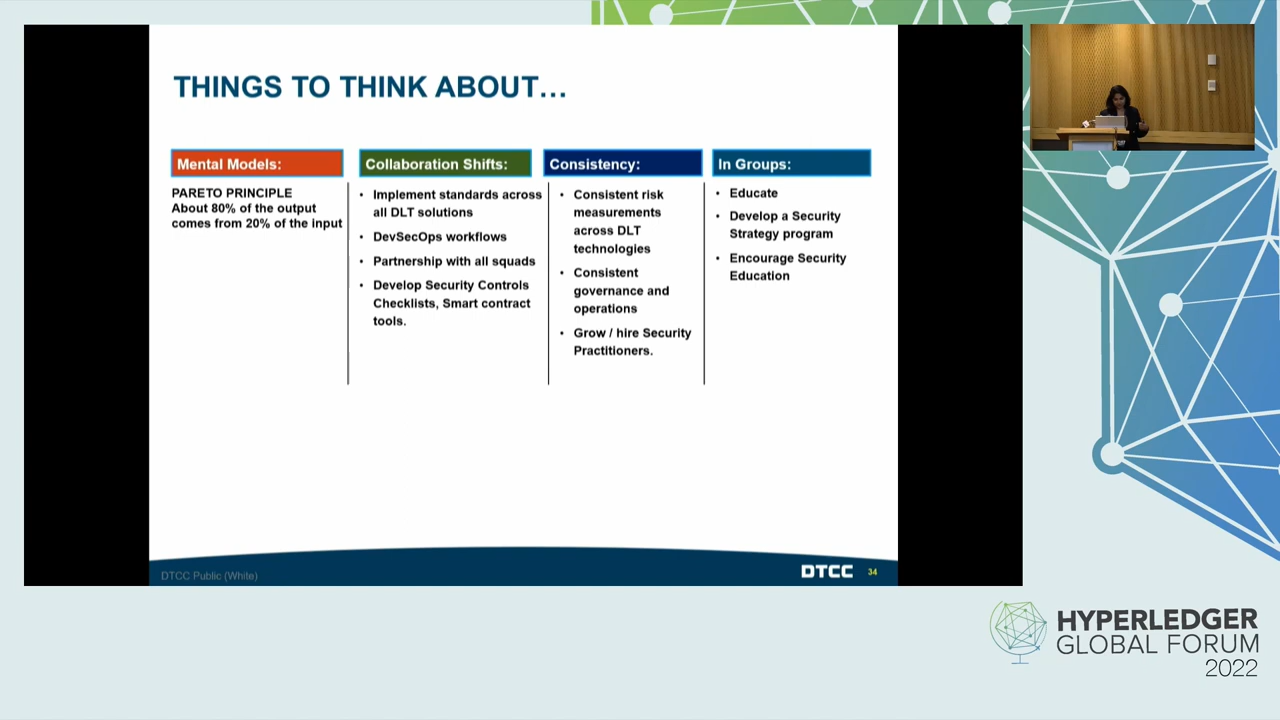 THINGS TO THINK ABOUT...
Mental Models:
PARETO PRINCIPLE
About 80% of the output
comes from 20% of the input
Collaboration Shifts:
• Implement standards across
all DLT solutions
• DevSecOps workflows
• Partnership with all squads
• Develop Security Controls
Checklists, Smart contract
tools.
Consistency:
• Consistent risk
measurements
across DLT
technologies
• Consistent
governance and
operations
• Grow / hire Security
Practitioners.
In Groups:
• Educate
• Develop a Security
Strategy program
• Encourage Security
Education
DTCC Public (White)
DTCC
34
HYPERLEDGER
GLOBAL FORUM
2022